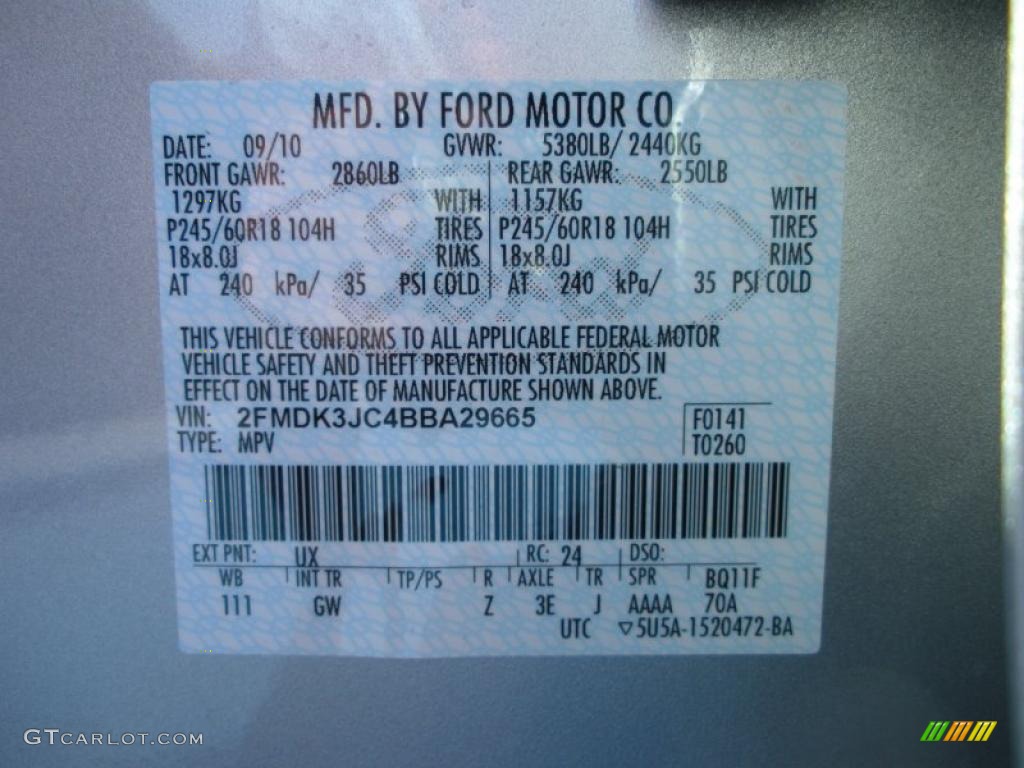 MFD. BY FORD MOTOR CO.
DATE: 09/10 GVWR: 5380LB/ 2440KG
FRONT GAWR: 2860LB REAR GAWR: 2550LB
1297KG WITH 1157KG WITH
P245/60R18 104H TIRES P245/60R18 104H TIRES
18x8.0J RIMS 18x8.0J RIMS
AT 240 kPa/ 35 PSI COLD AT 240 kPa/ 35 PSI COLD
THIS VEHICLE CONFORMS TO ALL APPLICABLE FEDERAL MOTOR
VEHICLE SAFETY AND THEFT PREVENTION STANDARDS IN
EFFECT ON THE DATE OF MANUFACTURE SHOWN ABOVE.
VIN: 2FMDK3JC4BBA29665 F0141
TYPE: MPV T0260
EXT PNT: UX RC: 24 DSO:
WB INT TR TP/PS R AXLE TR SPR BQ11F
111 GW Z 3E J AAAA 70A
UTC ▽5U5A-1520472-BA
GTCARLOT.COM